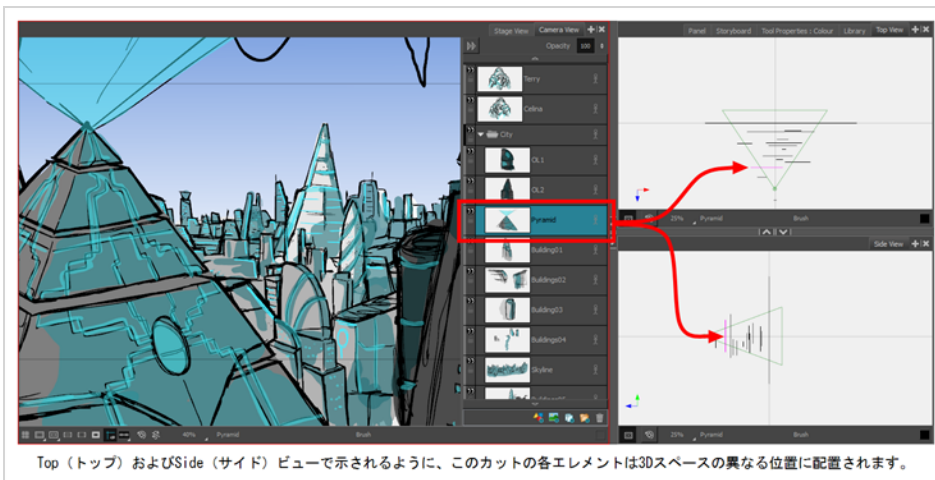 Stage View Camera View
Opacity 100
Terry
Celina
City
OL1
OL2
Pyramid
Building01
Buildings02
Building03
Buildings04
Skyline
40% Pyramid Brush
Panel Storyboard Tool Properties : Colour Library Top View
25% Pyramid Brush
Side View
25% Pyramid Brush
Top（トップ）およびSide（サイド）ビューで示されるように、このカットの各エレメントは3Dスペースの異なる位置に配置されます。